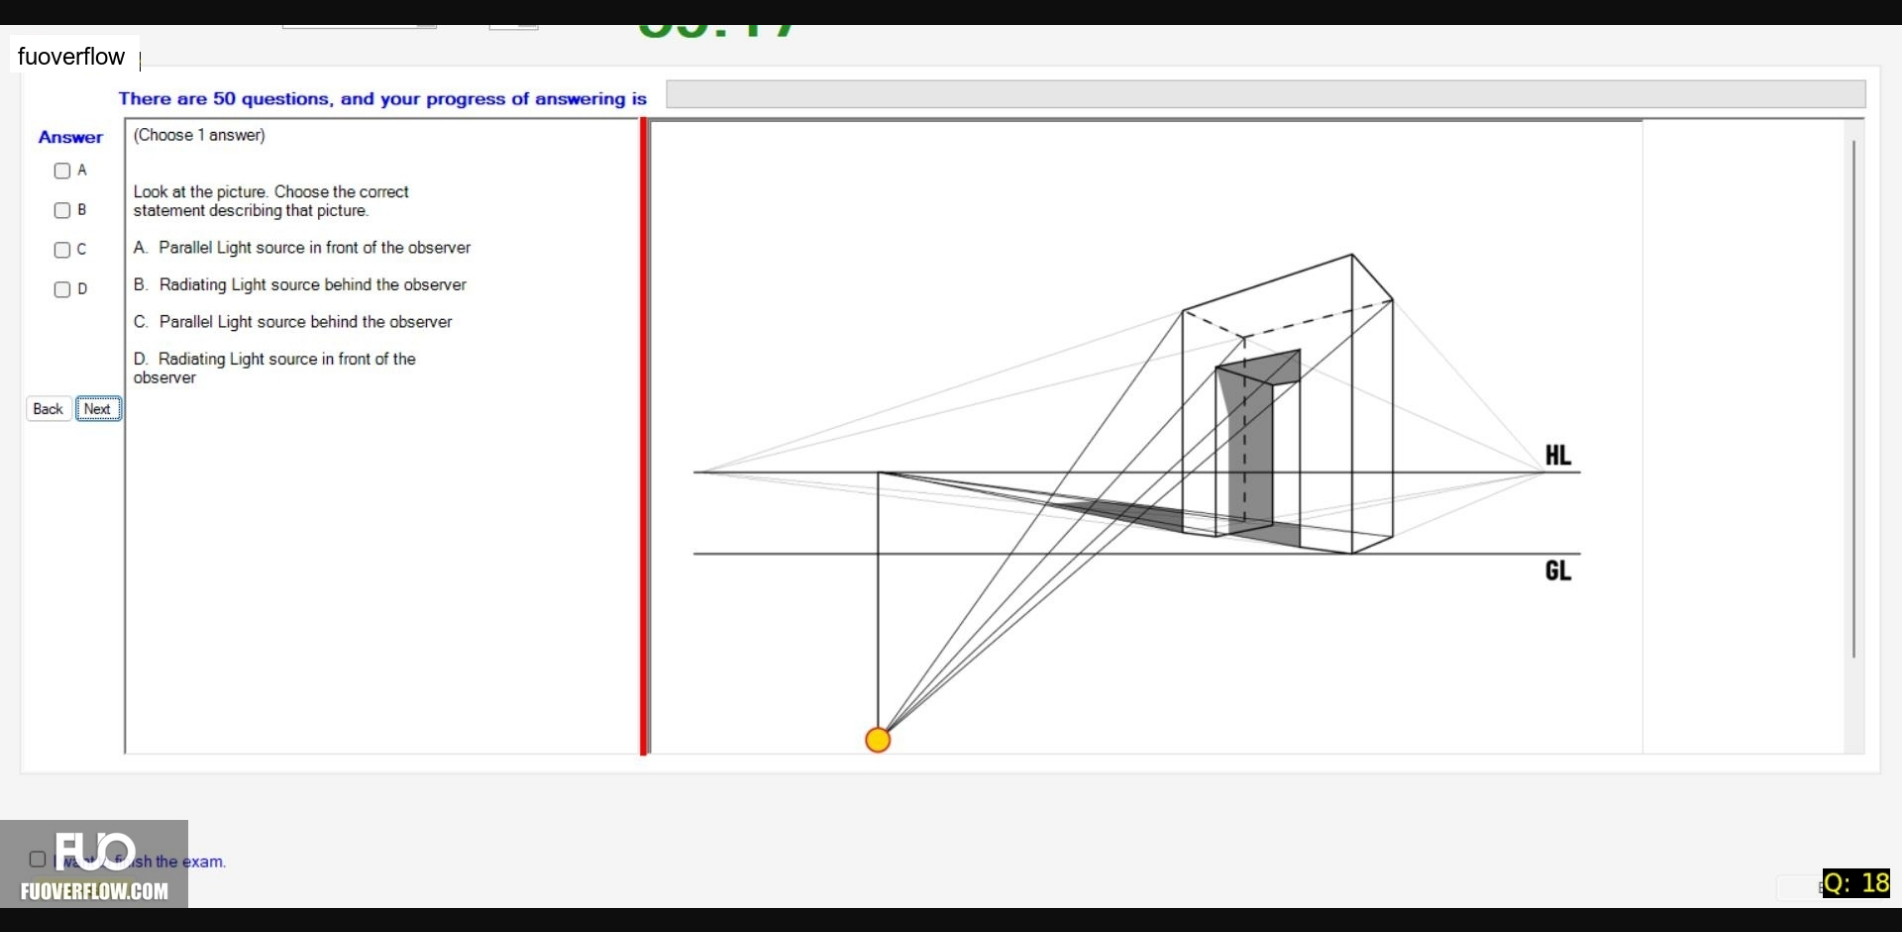 fuoverflow
There are 50 questions, and your progress of answering is
Answer
(Choose 1 answer)
A
B
C
D
Look at the picture. Choose the correct
statement describing that picture.
A. Parallel Light source in front of the observer
B. Radiating Light source behind the observer
C. Parallel Light source behind the observer
D. Radiating Light source in front of the
observer
Back
Next
HL
GL
FUO
sh the exam.
FUOVERFLOW.COM
Q: 18